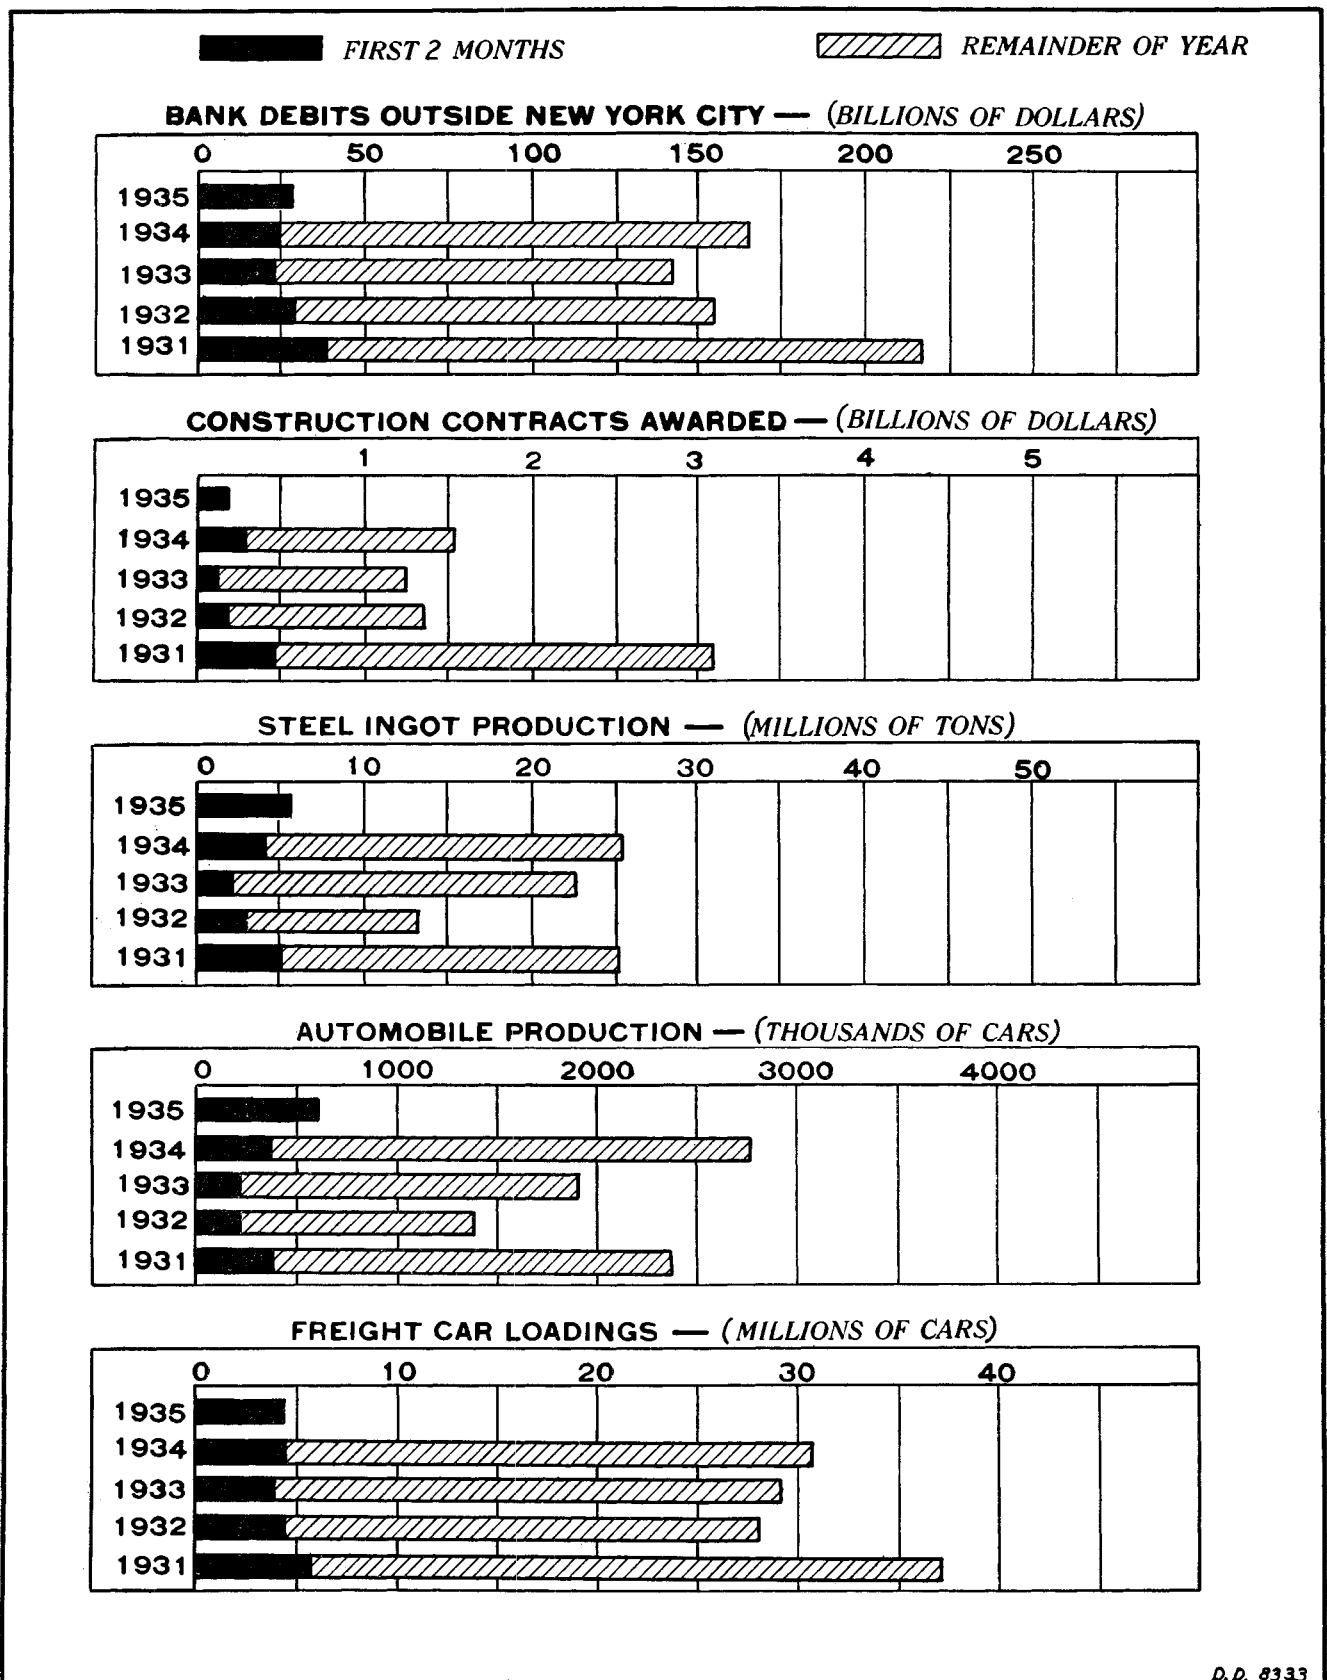 FIRST 2 MONTHS REMAINDER OF YEAR
BANK DEBITS OUTSIDE NEW YORK CITY — (BILLIONS OF DOLLARS)
0 50 100 150 200 250
1935
1934
1933
1932
1931
CONSTRUCTION CONTRACTS AWARDED — (BILLIONS OF DOLLARS)
1 2 3 4 5
1935
1934
1933
1932
1931
STEEL INGOT PRODUCTION — (MILLIONS OF TONS)
0 10 20 30 40 50
1935
1934
1933
1932
1931
AUTOMOBILE PRODUCTION — (THOUSANDS OF CARS)
0 1000 2000 3000 4000
1935
1934
1933
1932
1931
FREIGHT CAR LOADINGS — (MILLIONS OF CARS)
0 10 20 30 40
1935
1934
1933
1932
1931
D.D. 8333